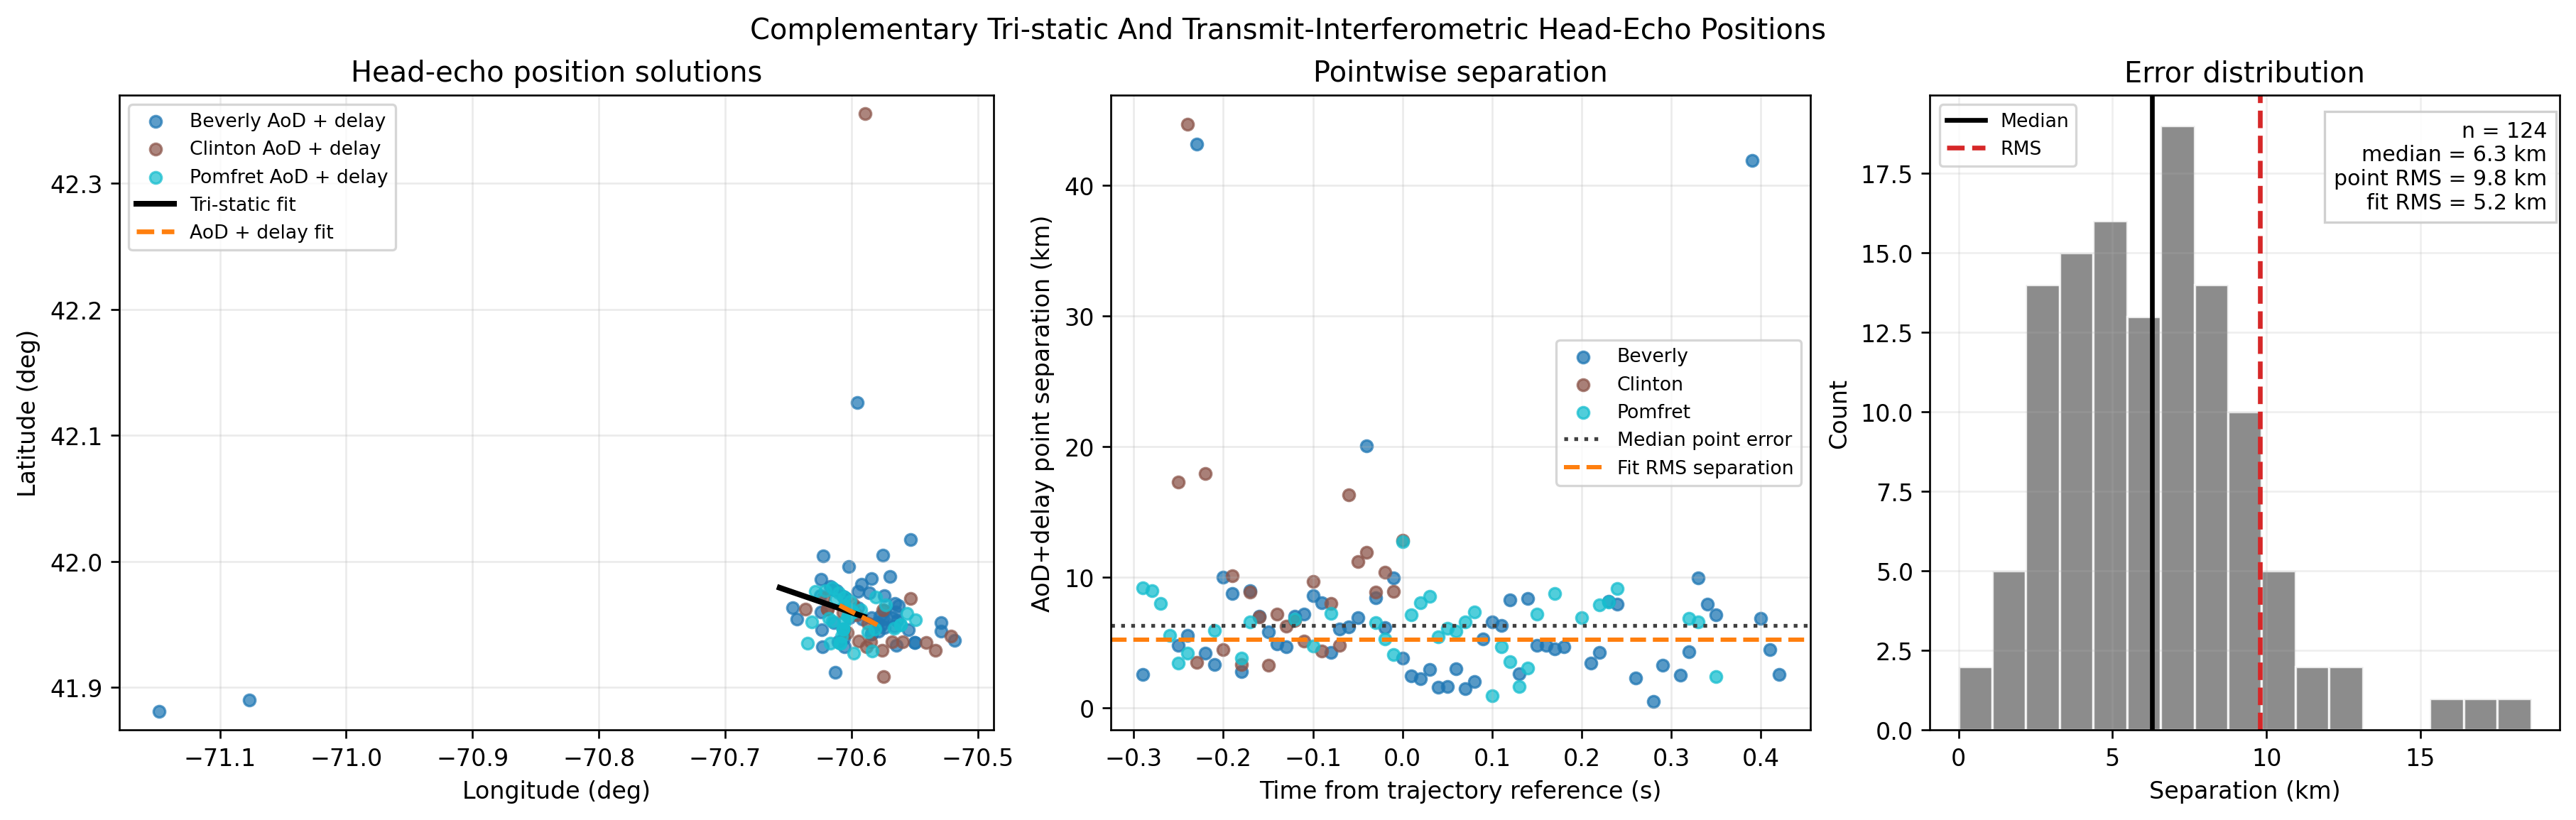 Complementary Tri-static And Transmit-Interferometric Head-Echo Positions
Head-echo position solutions
Beverly AoD + delay
Clinton AoD + delay
Pomfret AoD + delay
Tri-static fit
AoD + delay fit
42.3
42.2
42.1
42.0
41.9
Latitude (deg)
−71.1
−71.0
−70.9
−70.8
−70.7
−70.6
−70.5
Longitude (deg)
Pointwise separation
40
30
20
10
0
AoD+delay point separation (km)
Beverly
Clinton
Pomfret
Median point error
Fit RMS separation
−0.3
−0.2
−0.1
0.0
0.1
0.2
0.3
0.4
Time from trajectory reference (s)
Error distribution
Median
RMS
n = 124
median = 6.3 km
point RMS = 9.8 km
fit RMS = 5.2 km
17.5
15.0
12.5
10.0
7.5
5.0
2.5
0.0
Count
0
5
10
15
Separation (km)